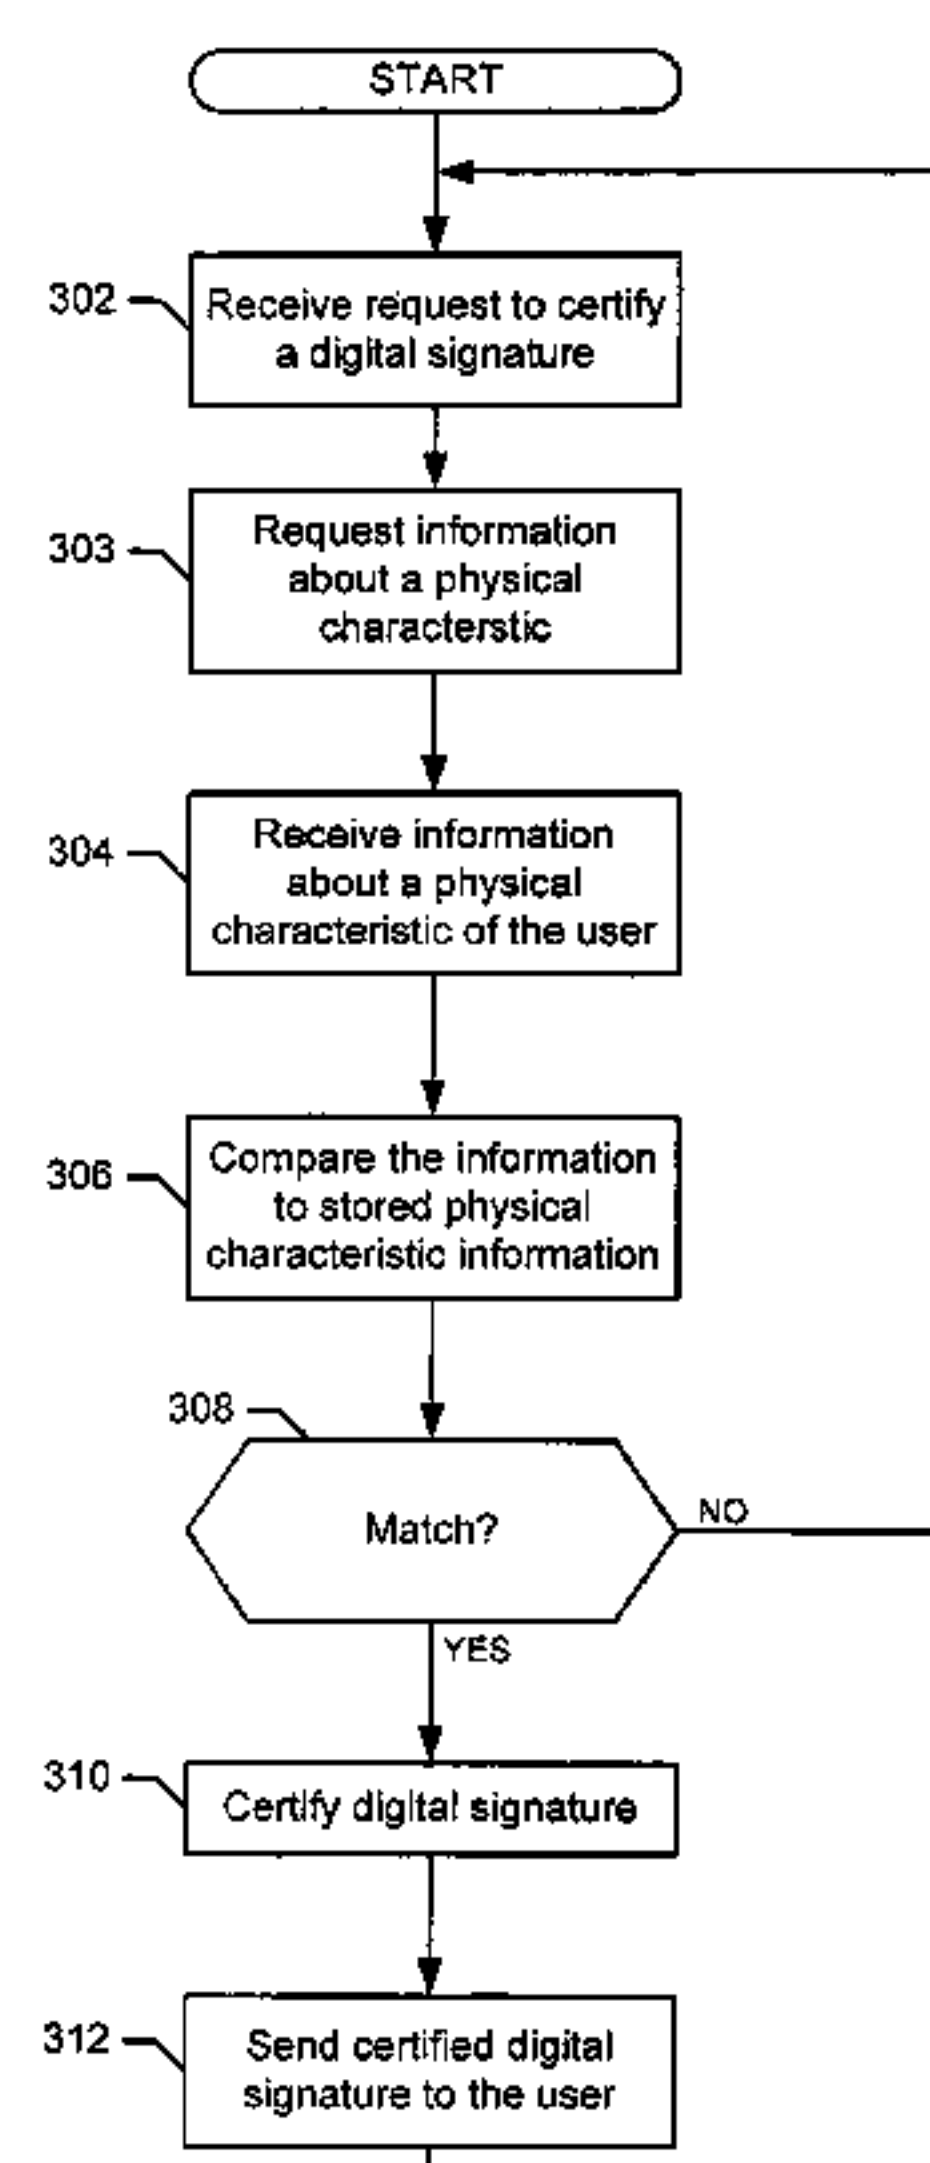 START
302
Receive request to certify
a digital signature
303
Request information
about a physical
characterstic
304
Receive information
about a physical
characteristic of the user
306
Compare the information
to stored physical
characteristic information
308
Match?
NO
YES
310
Certify digital signature
312
Send certified digital
signature to the user